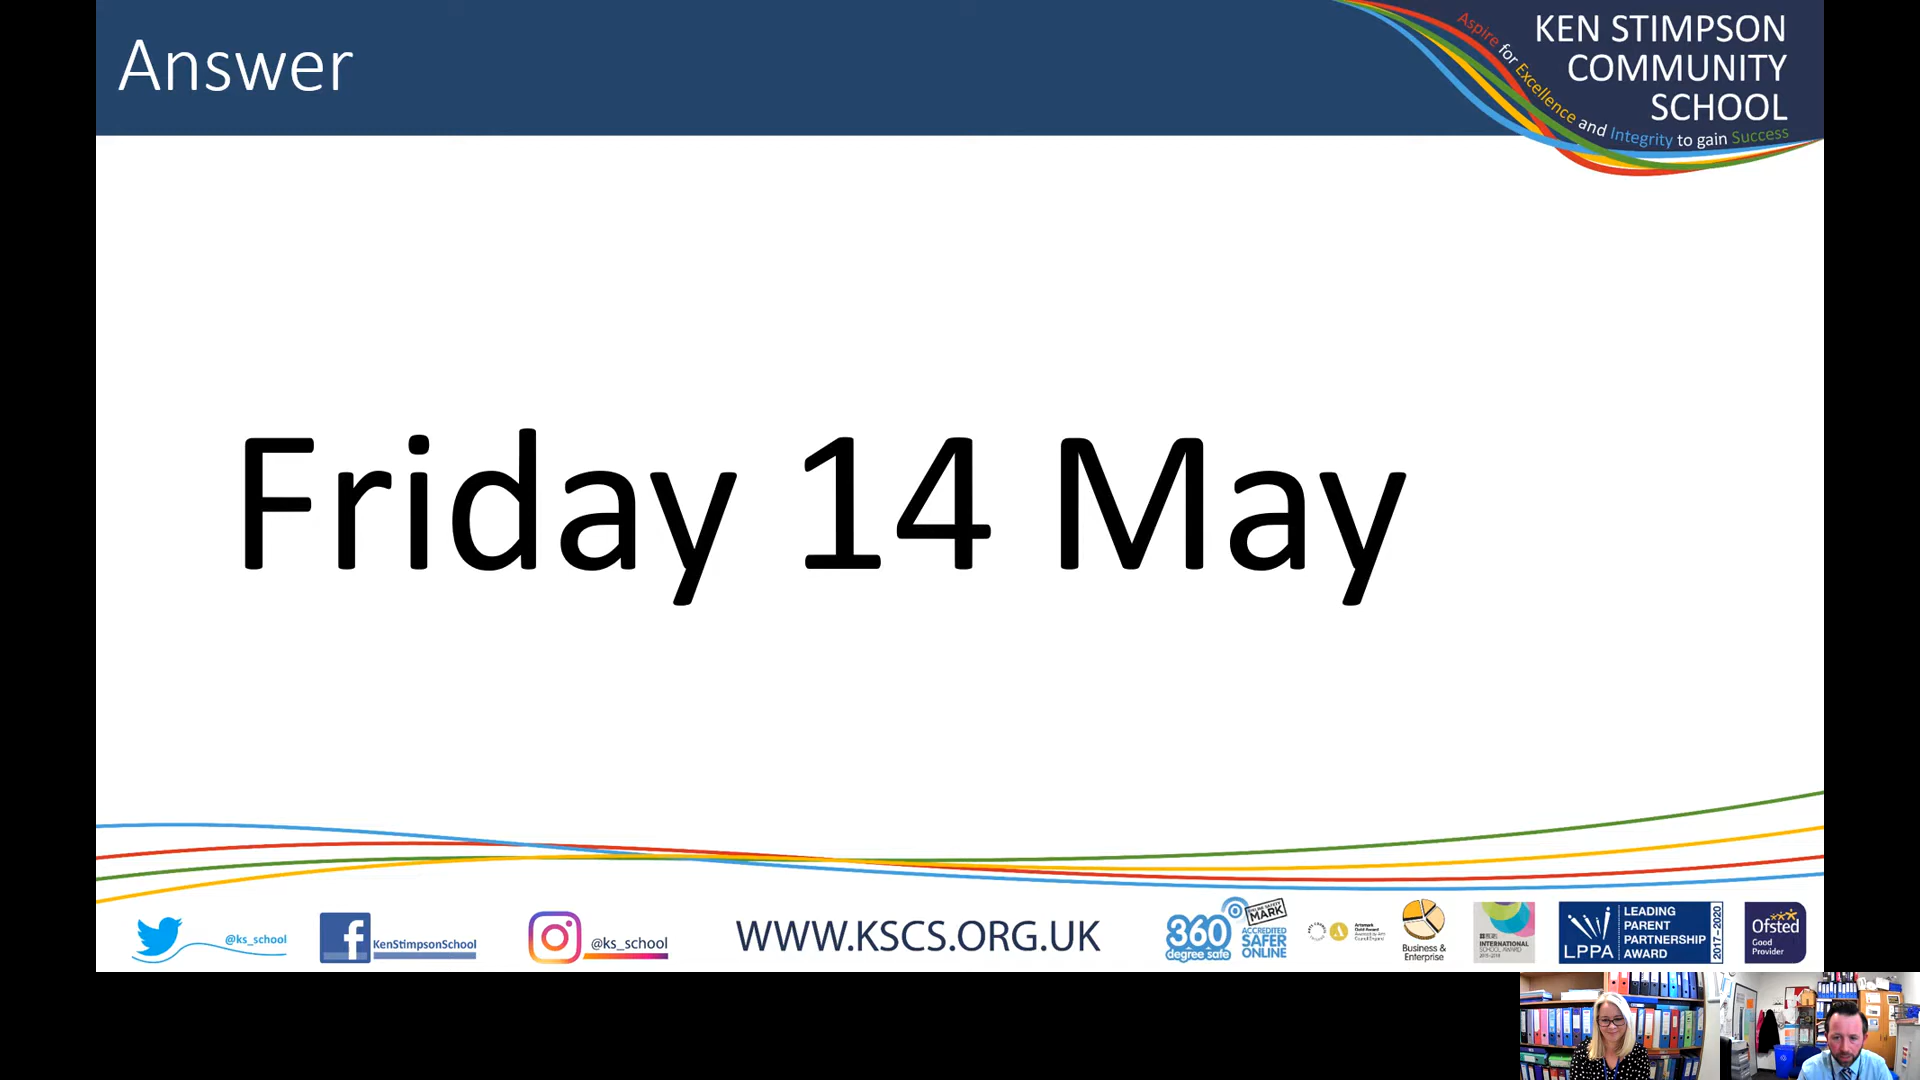 Answer
KEN STIMPSON
COMMUNITY
SCHOOL
Aspire for Excellence and Integrity to gain Success
Friday 14 May
@ks_school
KenStimpsonSchool
@ks_school
WWW.KSCS.ORG.UK
360
degree safe
ONLINE SAFETY
MARK
ACCREDITED
SAFER
ONLINE
Business &
Enterprise
INTERNATIONAL
SCHOOL AWARD
LPPA
LEADING
PARENT
PARTNERSHIP
AWARD
2017-2020
Ofsted
Good
Provider